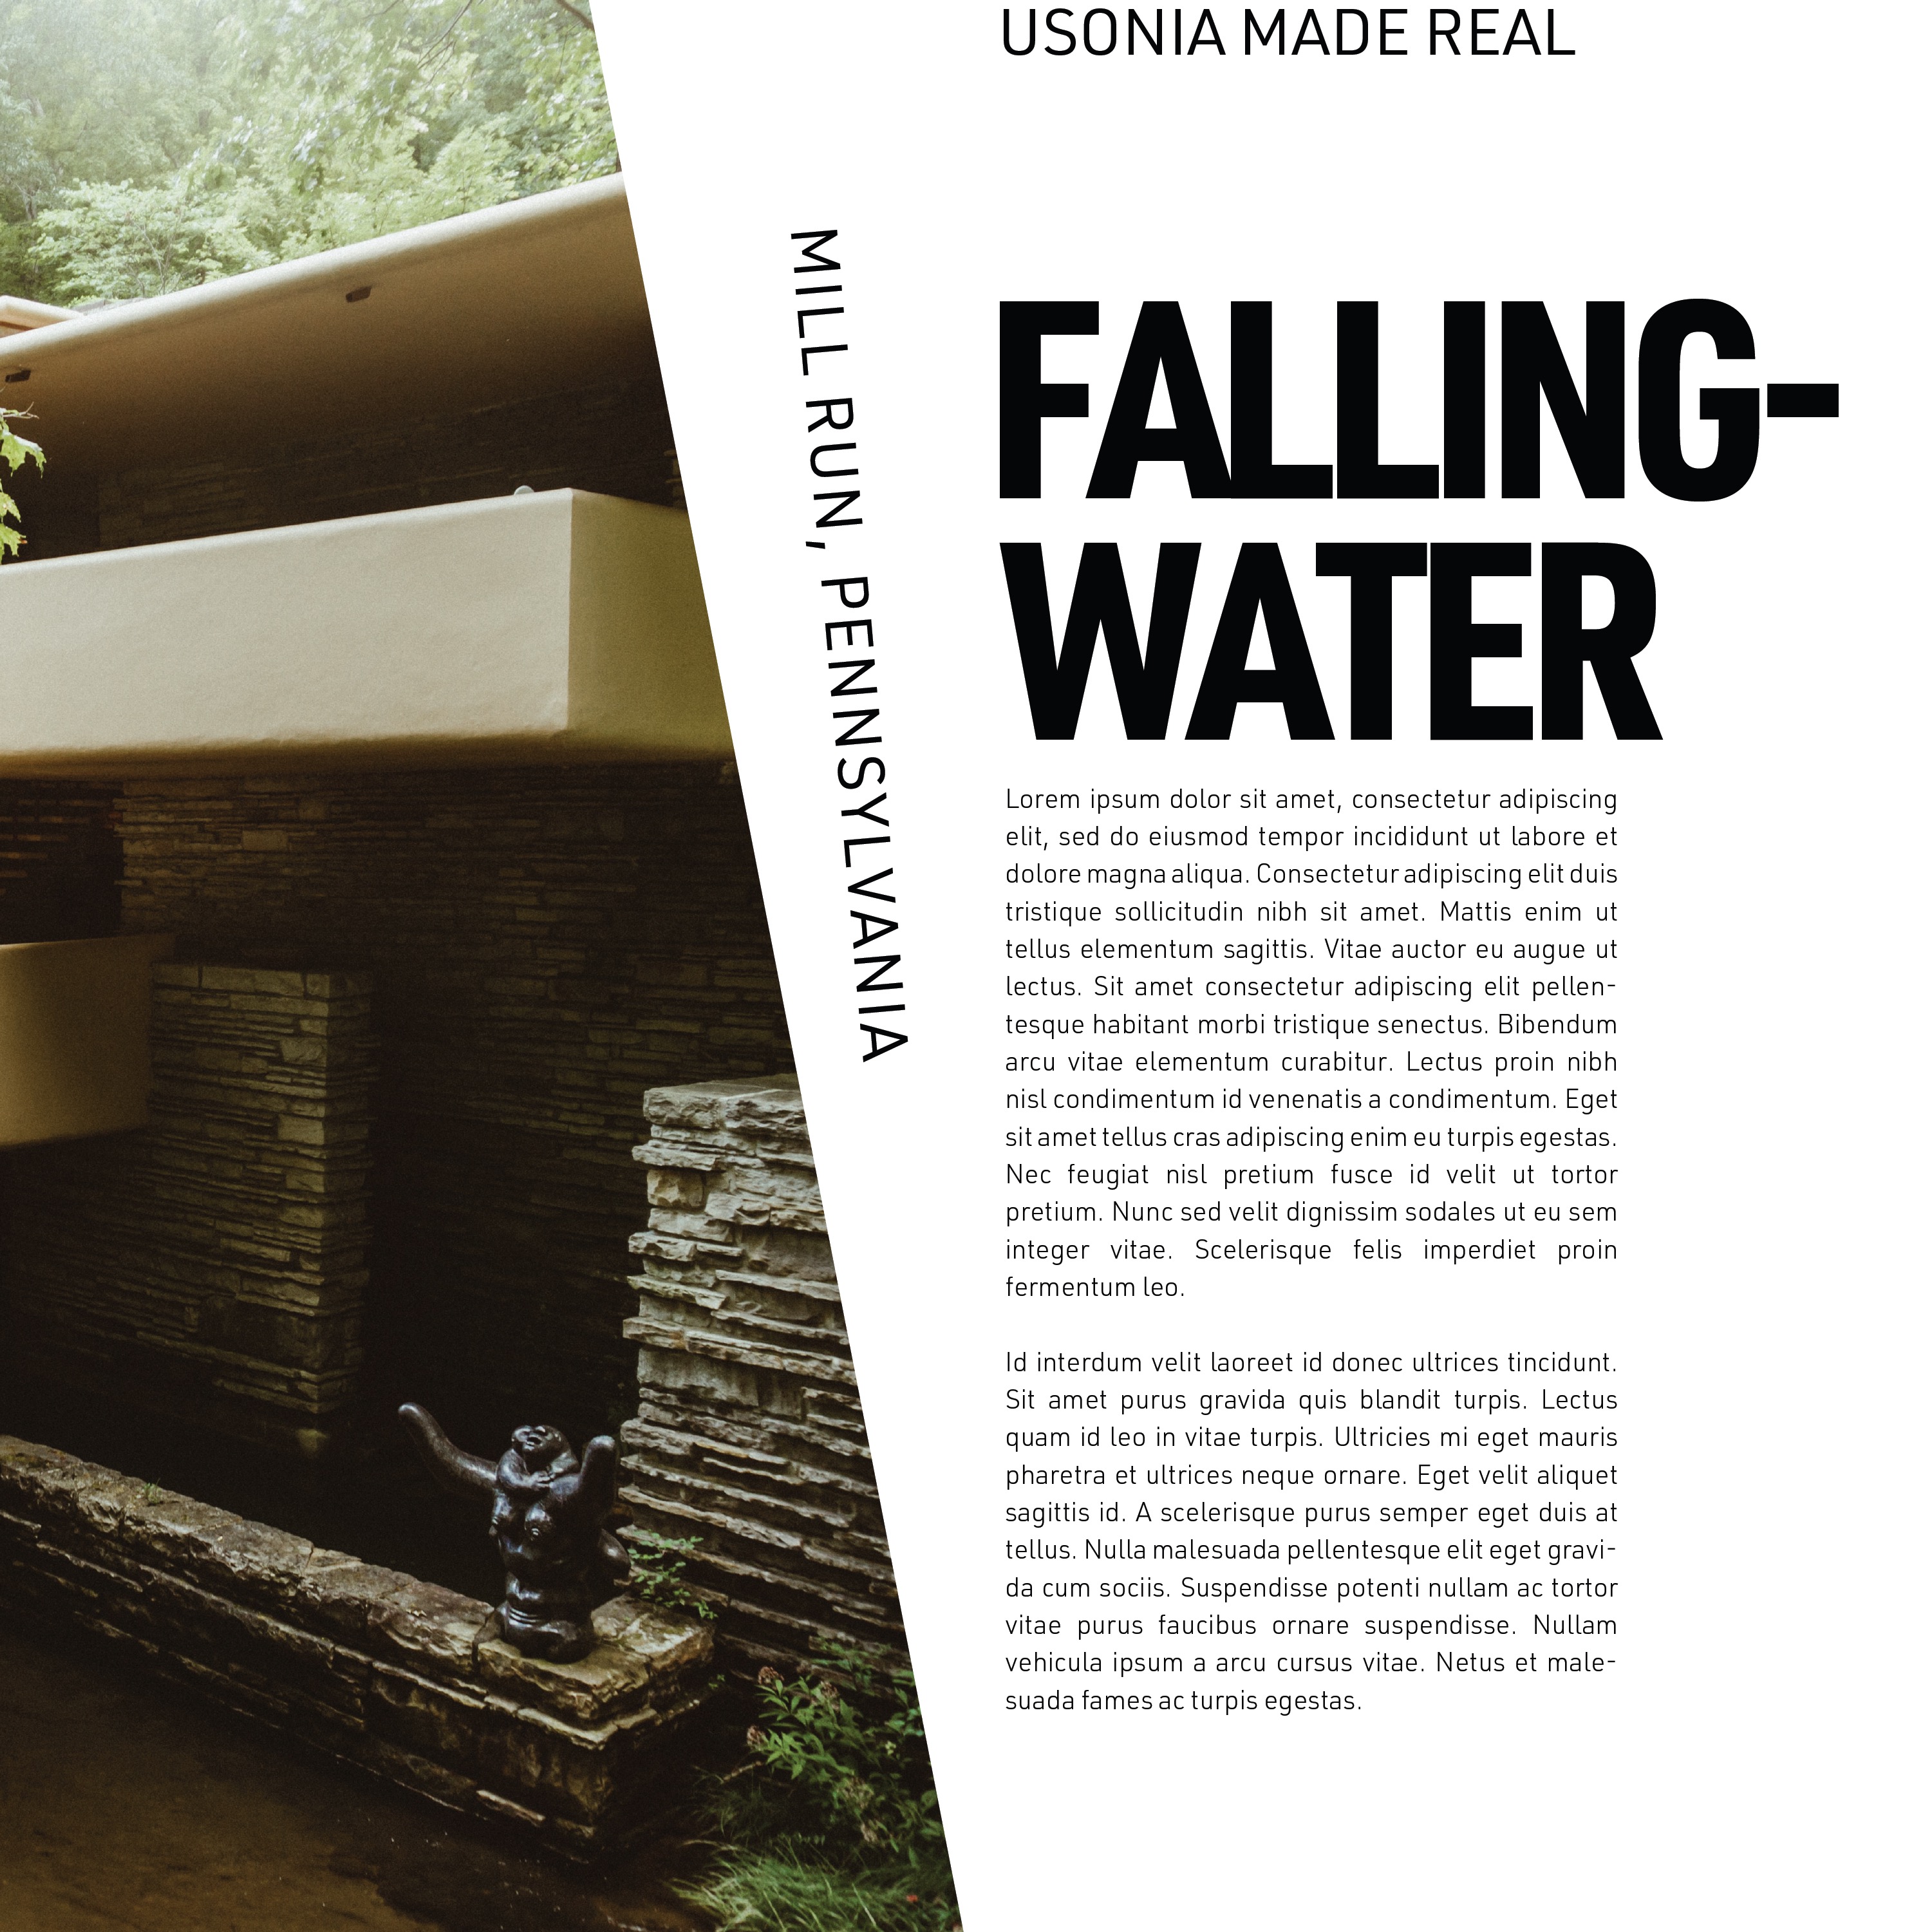 USONIA MADE REAL
MILL RUN, PENNSYLVANIA
FALLING-
WATER
Lorem ipsum dolor sit amet, consectetur adipiscing
elit, sed do eiusmod tempor incididunt ut labore et
dolore magna aliqua. Consectetur adipiscing elit duis
tristique sollicitudin nibh sit amet. Mattis enim ut
tellus elementum sagittis. Vitae auctor eu augue ut
lectus. Sit amet consectetur adipiscing elit pellen-
tesque habitant morbi tristique senectus. Bibendum
arcu vitae elementum curabitur. Lectus proin nibh
nisl condimentum id venenatis a condimentum. Eget
sit amet tellus cras adipiscing enim eu turpis egestas.
Nec feugiat nisl pretium fusce id velit ut tortor
pretium. Nunc sed velit dignissim sodales ut eu sem
integer vitae. Scelerisque felis imperdiet proin
fermentum leo.
Id interdum velit laoreet id donec ultrices tincidunt.
Sit amet purus gravida quis blandit turpis. Lectus
quam id leo in vitae turpis. Ultricies mi eget mauris
pharetra et ultrices neque ornare. Eget velit aliquet
sagittis id. A scelerisque purus semper eget duis at
tellus. Nulla malesuada pellentesque elit eget gravi-
da cum sociis. Suspendisse potenti nullam ac tortor
vitae purus faucibus ornare suspendisse. Nullam
vehicula ipsum a arcu cursus vitae. Netus et male-
suada fames ac turpis egestas.